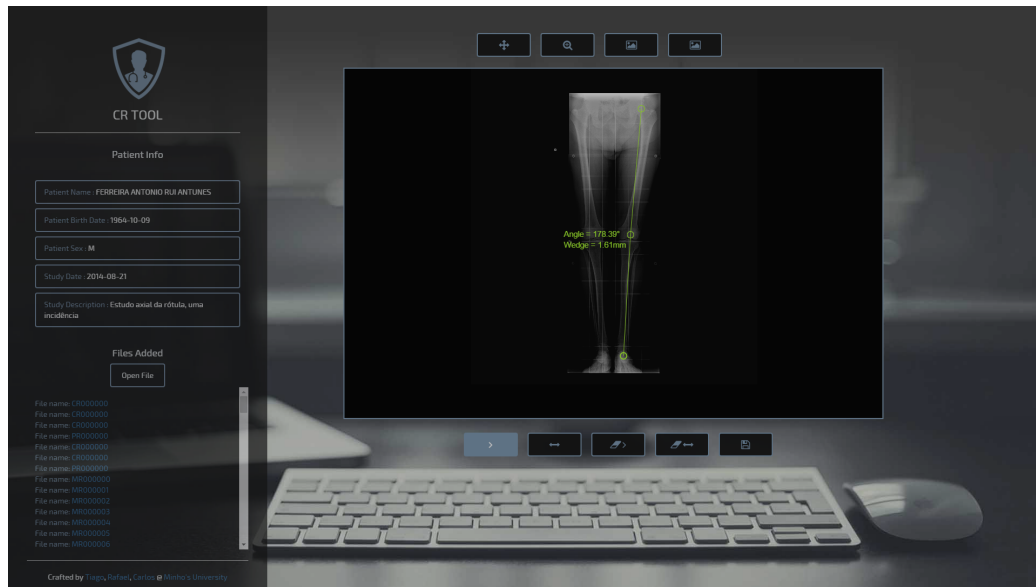 CR TOOL
Patient Info
Patient Name : FERREIRA ANTONIO RUI ANTUNES
Patient Birth Date : 1964-10-09
Patient Sex : M
Study Date : 2014-08-21
Study Description : Estudo axial da rótula, uma
incidência
Files Added
Open File
File name: CR000000
File name: CR000000
File name: CR000000
File name: PR000000
File name: CR000000
File name: CR000000
File name: PR000000
File name: MR000000
File name: MR000001
File name: MR000002
File name: MR000003
File name: MR000004
File name: MR000005
File name: MR000006
Crafted by Tiago, Rafael, Carlos @ Minho's University
Angle = 178.39°
Wedge = 1.61mm